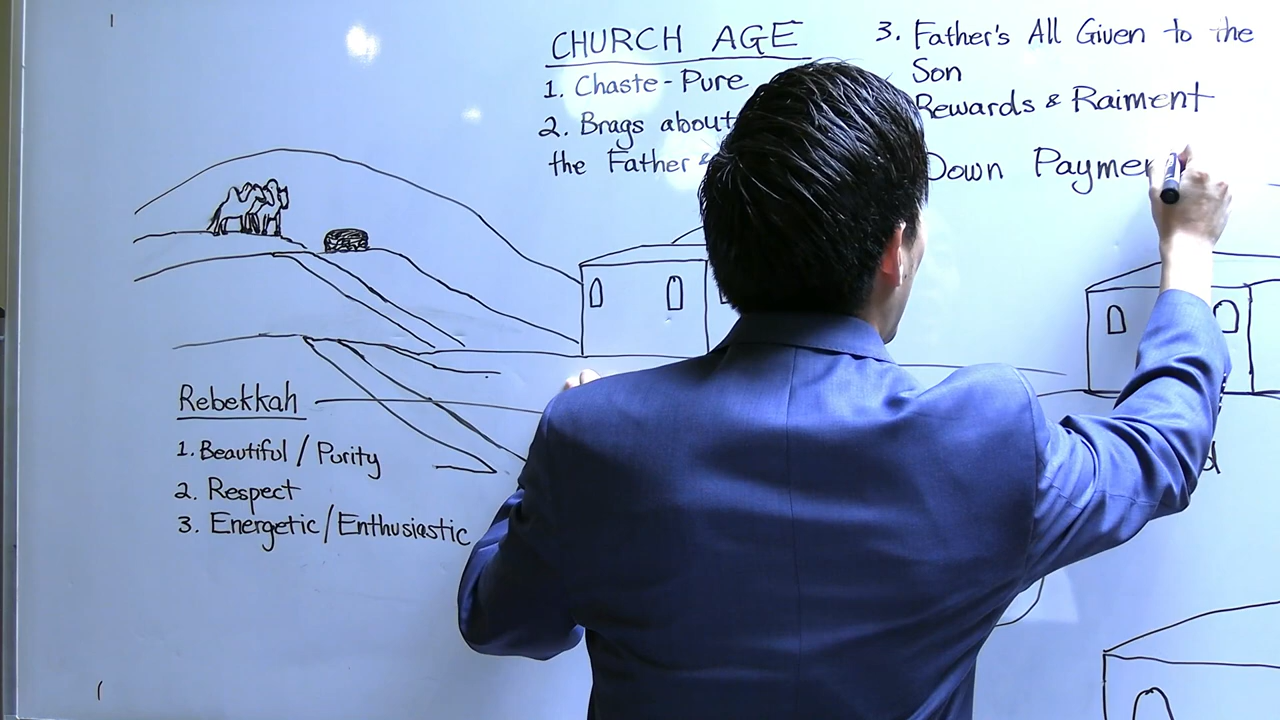 CHURCH AGE
1. Chaste-Pure
2. Brags about
the Father &
3. Father's All Given to the
Son
Rewards & Raiment
Down
Rebekkah
1. Beautiful / Purity
2. Respect
3. Energetic/Enthusiastic